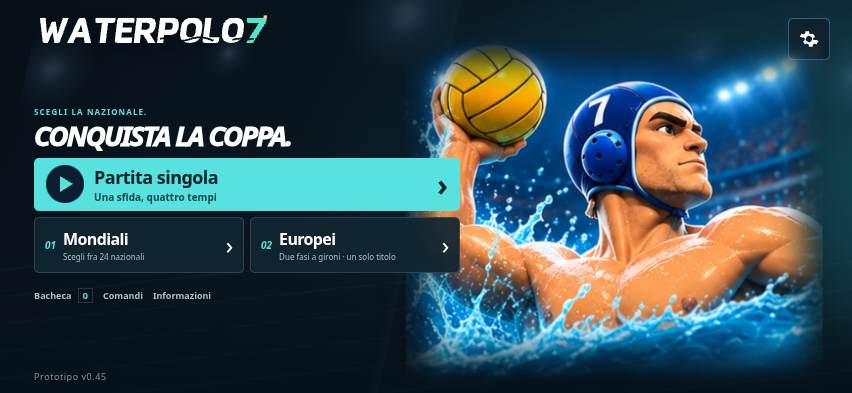 WATERPOLO7
SCEGLI LA NAZIONALE.
CONQUISTA LA COPPA.
Partita singola
Una sfida, quattro tempi
01 Mondiali
Scegli fra 24 nazionali
02 Europei
Due fasi a gironi · un solo titolo
Bacheca 0 Comandi Informazioni
Prototipo v0.45
7